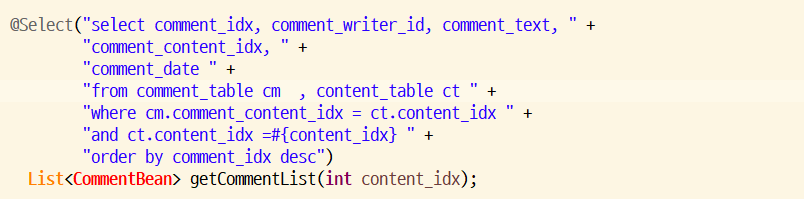 @Select("select comment_idx, comment_writer_id, comment_text, " +
"comment_content_idx, " +
"comment_date " +
"from comment_table cm  , content_table ct " +
"where cm.comment_content_idx = ct.content_idx " +
"and ct.content_idx =#{content_idx} " +
"order by comment_idx desc")
List<CommentBean> getCommentList(int content_idx);